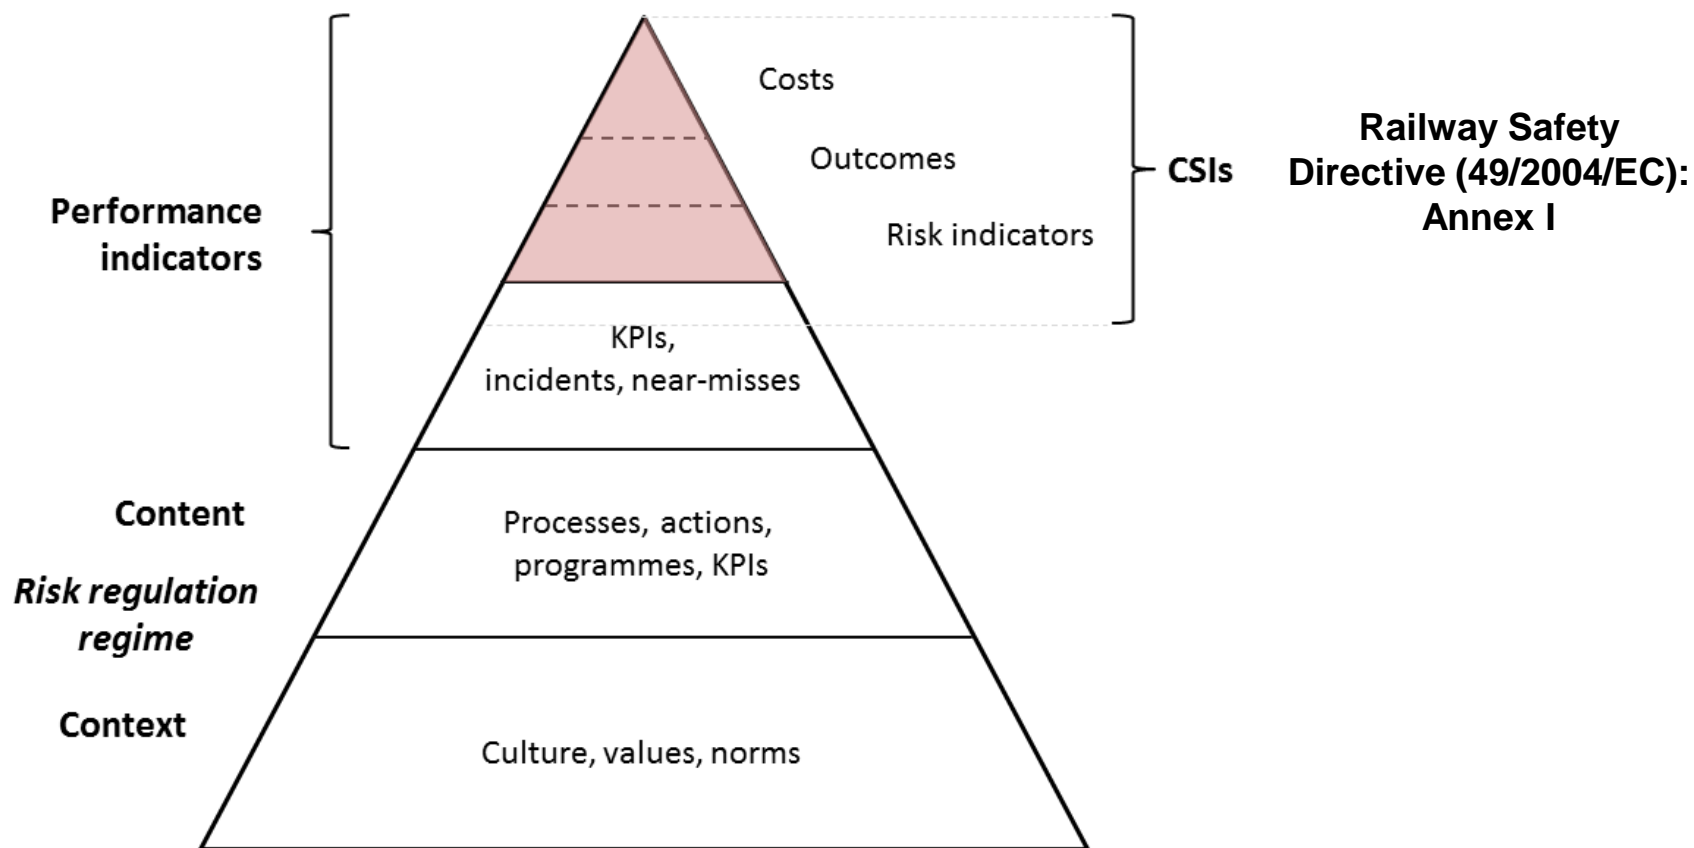 Costs
Outcomes
Risk indicators
CSIs
Railway Safety
Directive (49/2004/EC):
Annex I
Performance
indicators
KPIs,
incidents, near-misses
Content
Processes, actions,
programmes, KPIs
Risk regulation
regime
Context
Culture, values, norms